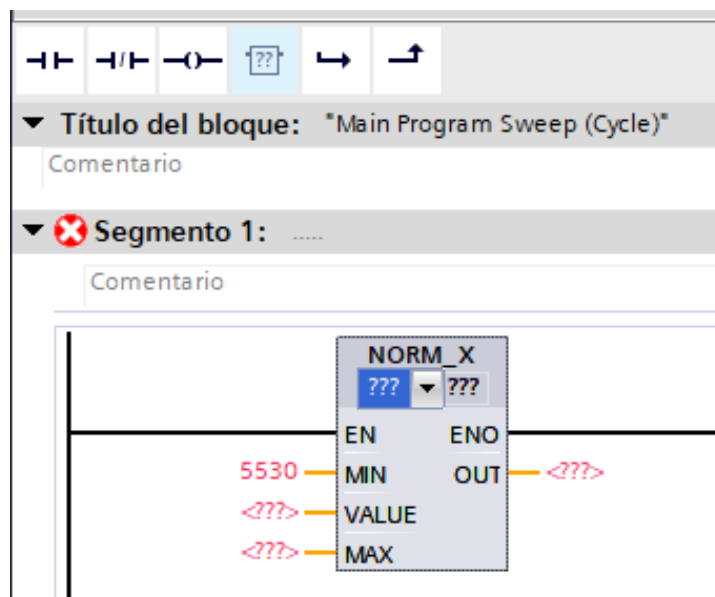 ??
Título del bloque: "Main Program Sweep (Cycle)"
Comentario
Segmento 1: .....
Comentario
NORM_X
??? ???
EN ENO
5530 MIN OUT <???>
<???> VALUE
<???> MAX